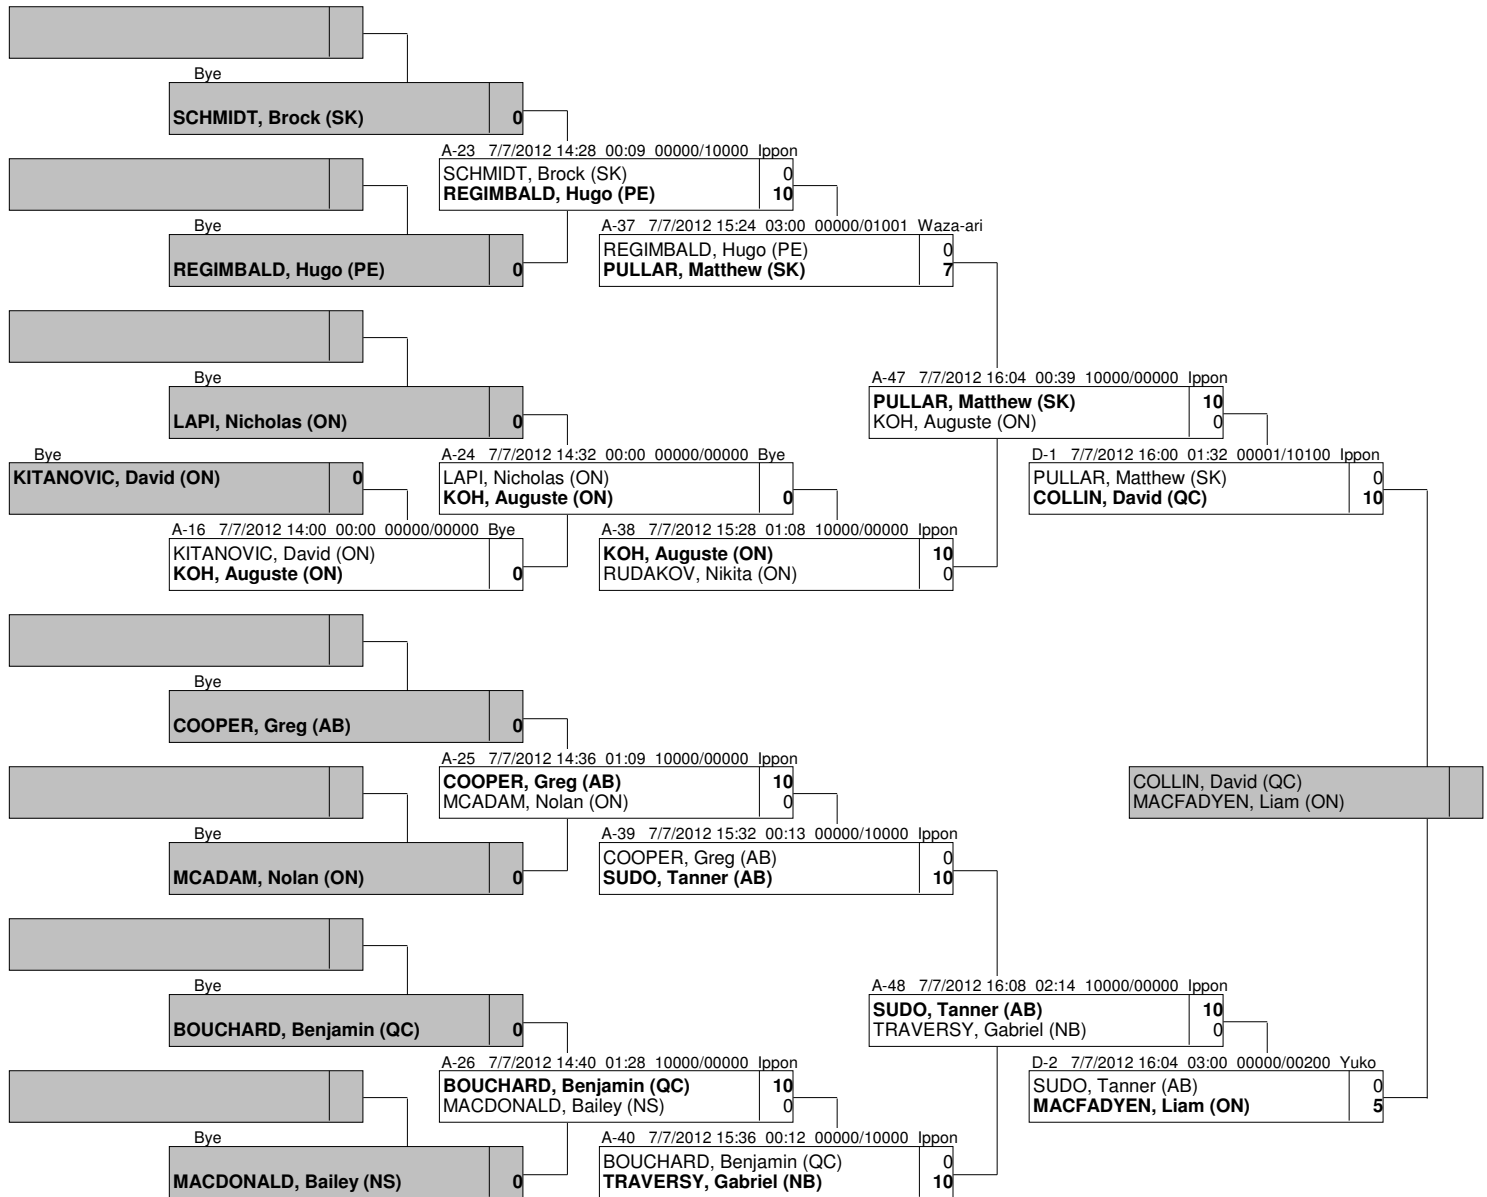 Bye
SCHMIDT, Brock (SK) 0
A-23 7/7/2012 14:28 00:09 00000/10000 Ippon
SCHMIDT, Brock (SK) 0
REGIMBALD, Hugo (PE) 10
Bye
REGIMBALD, Hugo (PE) 0
A-37 7/7/2012 15:24 03:00 00000/01001 Waza-ari
REGIMBALD, Hugo (PE) 0
PULLAR, Matthew (SK) 7
Bye
LAPI, Nicholas (ON) 0
A-47 7/7/2012 16:04 00:39 10000/00000 Ippon
PULLAR, Matthew (SK) 10
KOH, Auguste (ON) 0
Bye
KITANOVIC, David (ON) 0
A-24 7/7/2012 14:32 00:00 00000/00000 Bye
LAPI, Nicholas (ON)
KOH, Auguste (ON) 0
D-1 7/7/2012 16:00 01:32 00001/10100 Ippon
PULLAR, Matthew (SK) 0
COLLIN, David (QC) 10
A-16 7/7/2012 14:00 00:00 00000/00000 Bye
KITANOVIC, David (ON)
KOH, Auguste (ON) 0
A-38 7/7/2012 15:28 01:08 10000/00000 Ippon
KOH, Auguste (ON) 10
RUDAKOV, Nikita (ON) 0
Bye
COOPER, Greg (AB) 0
A-25 7/7/2012 14:36 01:09 10000/00000 Ippon
COOPER, Greg (AB) 10
MCADAM, Nolan (ON) 0
COLLIN, David (QC)
MACFADYEN, Liam (ON)
Bye
MCADAM, Nolan (ON) 0
A-39 7/7/2012 15:32 00:13 00000/10000 Ippon
COOPER, Greg (AB) 0
SUDO, Tanner (AB) 10
Bye
BOUCHARD, Benjamin (QC) 0
A-48 7/7/2012 16:08 02:14 10000/00000 Ippon
SUDO, Tanner (AB) 10
TRAVERSY, Gabriel (NB) 0
A-26 7/7/2012 14:40 01:28 10000/00000 Ippon
BOUCHARD, Benjamin (QC) 10
MACDONALD, Bailey (NS) 0
D-2 7/7/2012 16:04 03:00 00000/00200 Yuko
SUDO, Tanner (AB) 0
MACFADYEN, Liam (ON) 5
Bye
MACDONALD, Bailey (NS) 0
A-40 7/7/2012 15:36 00:12 00000/10000 Ippon
BOUCHARD, Benjamin (QC) 0
TRAVERSY, Gabriel (NB) 10